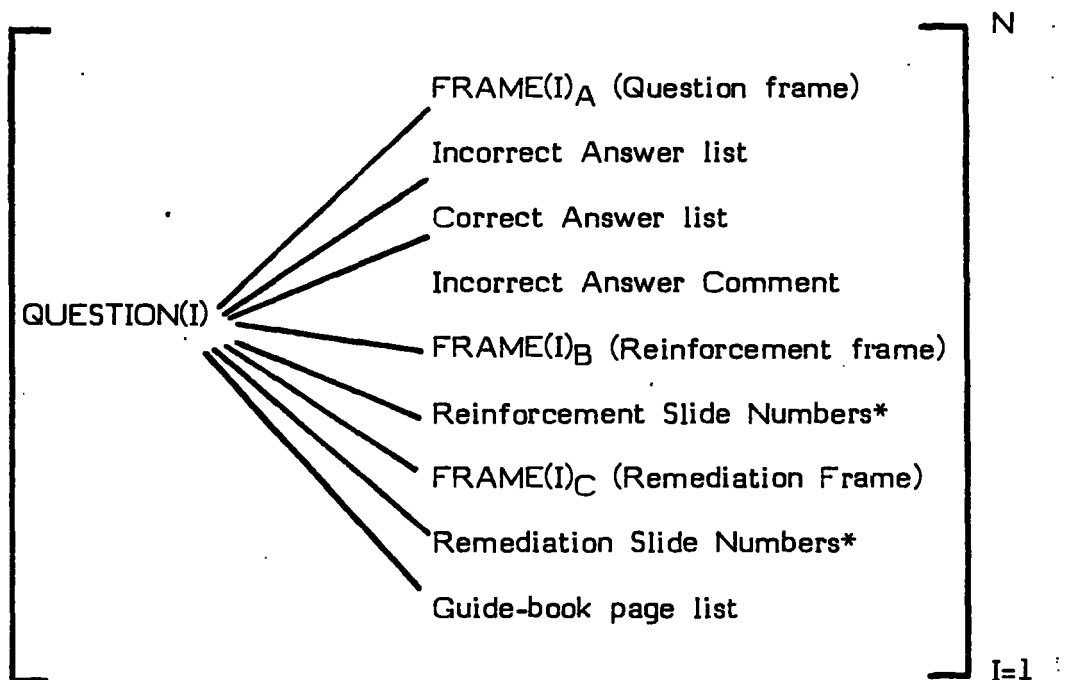 N
FRAME(I)A (Question frame)
Incorrect Answer list
Correct Answer list
Incorrect Answer Comment
QUESTION(I)
FRAME(I)B (Reinforcement frame)
Reinforcement Slide Numbers*
FRAME(I)C (Remediation Frame)
Remediation Slide Numbers*
Guide-book page list
I=1